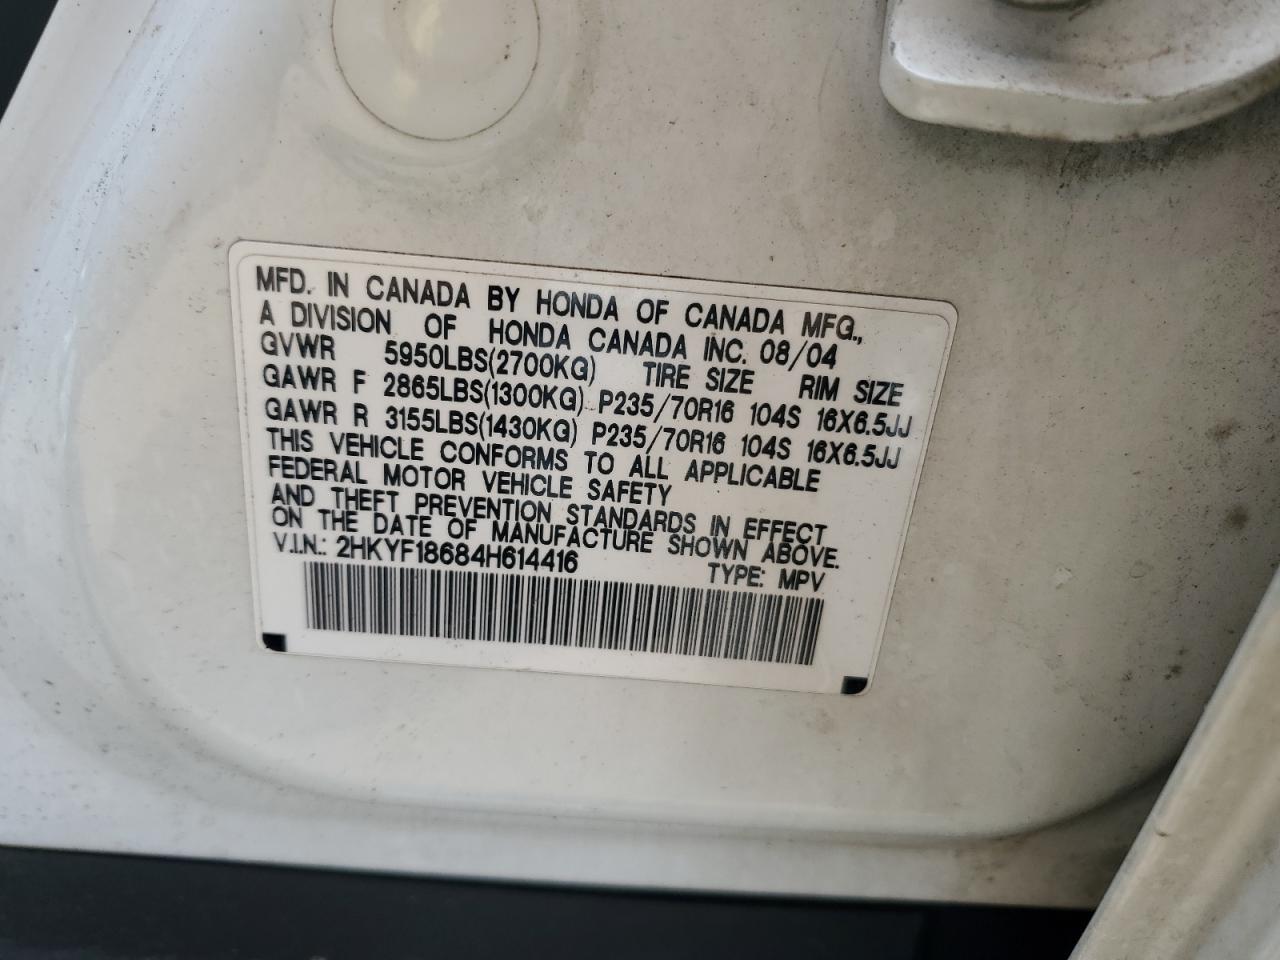 MFD. IN CANADA BY HONDA OF CANADA MFG.,
A DIVISION OF HONDA CANADA INC. 08/04
GVWR 5950LBS(2700KG) TIRE SIZE RIM SIZE
GAWR F 2865LBS(1300KG) P235/70R16 104S 16X6.5JJ
GAWR R 3155LBS(1430KG) P235/70R16 104S 16X6.5JJ
THIS VEHICLE CONFORMS TO ALL APPLICABLE
FEDERAL MOTOR VEHICLE SAFETY
AND THEFT PREVENTION STANDARDS IN EFFECT
ON THE DATE OF MANUFACTURE SHOWN ABOVE.
V.I.N.: 2HKYF18684H614416 TYPE: MPV